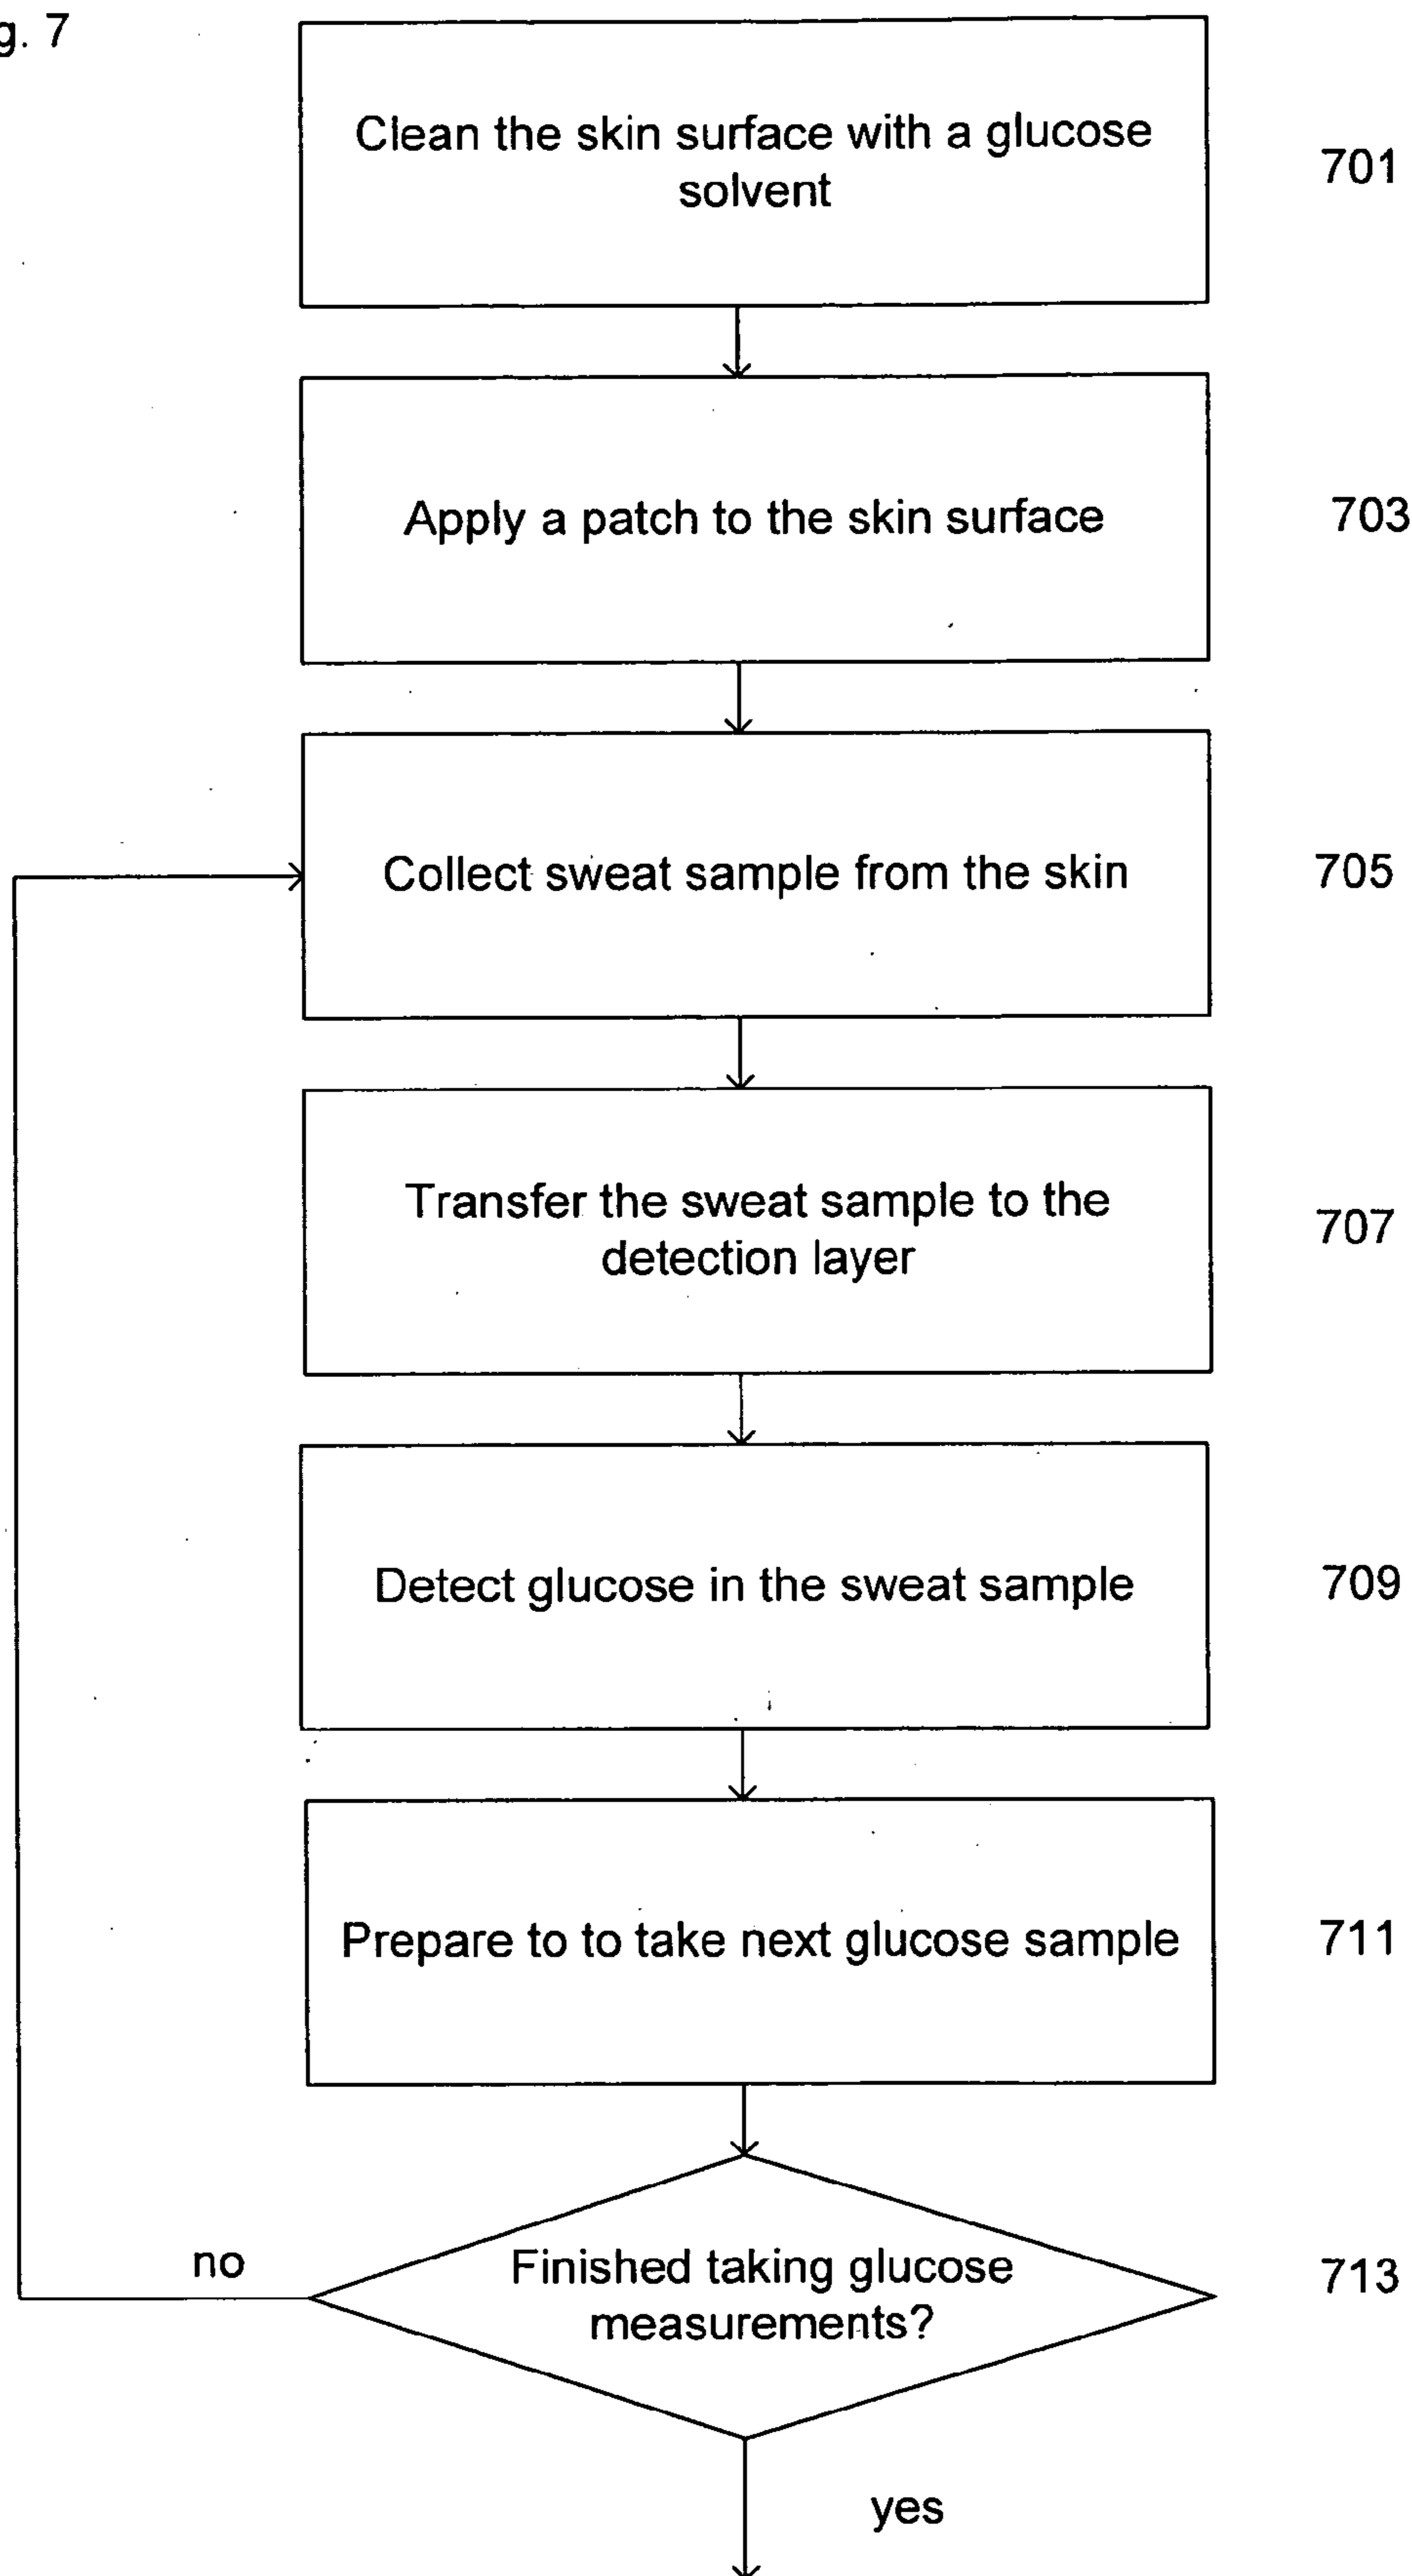 g. 7
Clean the skin surface with a glucose
solvent
701
Apply a patch to the skin surface
703
Collect sweat sample from the skin
705
Transfer the sweat sample to the
detection layer
707
Detect glucose in the sweat sample
709
Prepare to to take next glucose sample
711
Finished taking glucose
measurements?
713
no
yes